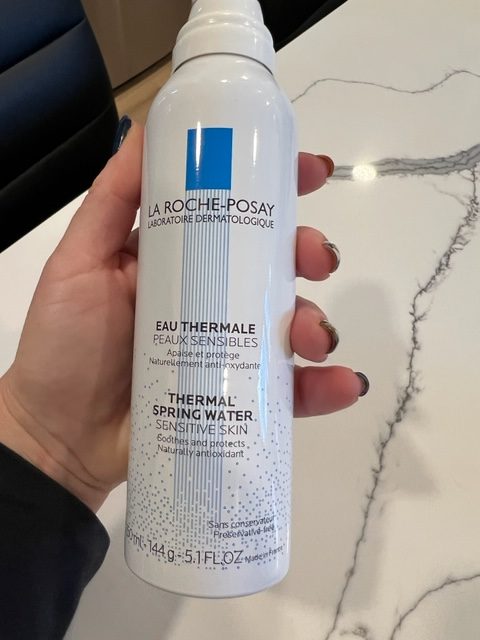 LA ROCHE-POSAY
LABORATOIRE DERMATOLOGIQUE
EAU THERMALE
PEAUX SENSIBLES
Apaise et protège
Naturellement anti-oxydante
THERMAL
SPRING WATER
SENSITIVE SKIN
Soothes and protects
Naturally antioxidant
Sans conservateur
Preservative-free
144 g - 5.1 FL.OZ. Made in France